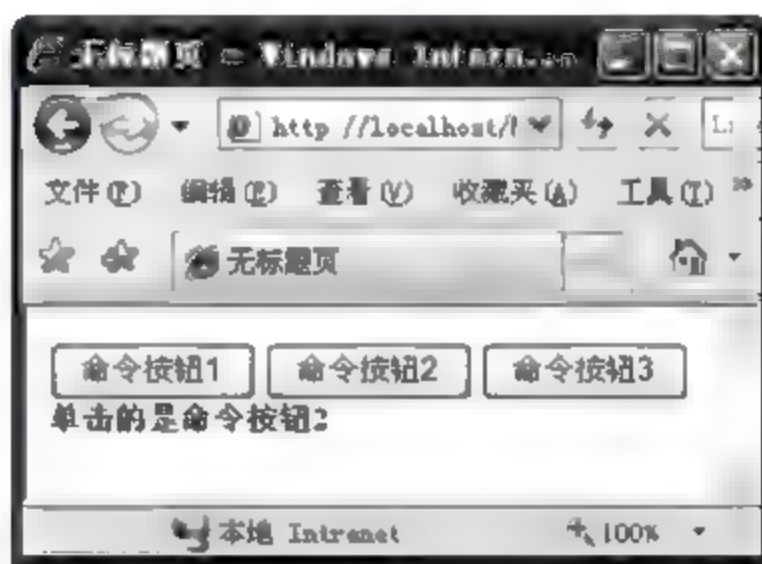 无标题页 - Windows Intern...
http //localhost/
文件(F) 编辑(E) 查看(V) 收藏夹(A) 工具(T) »
无标题页
命令按钮1 命令按钮2 命令按钮3
单击的是命令按钮2
本地 Intranet 100%